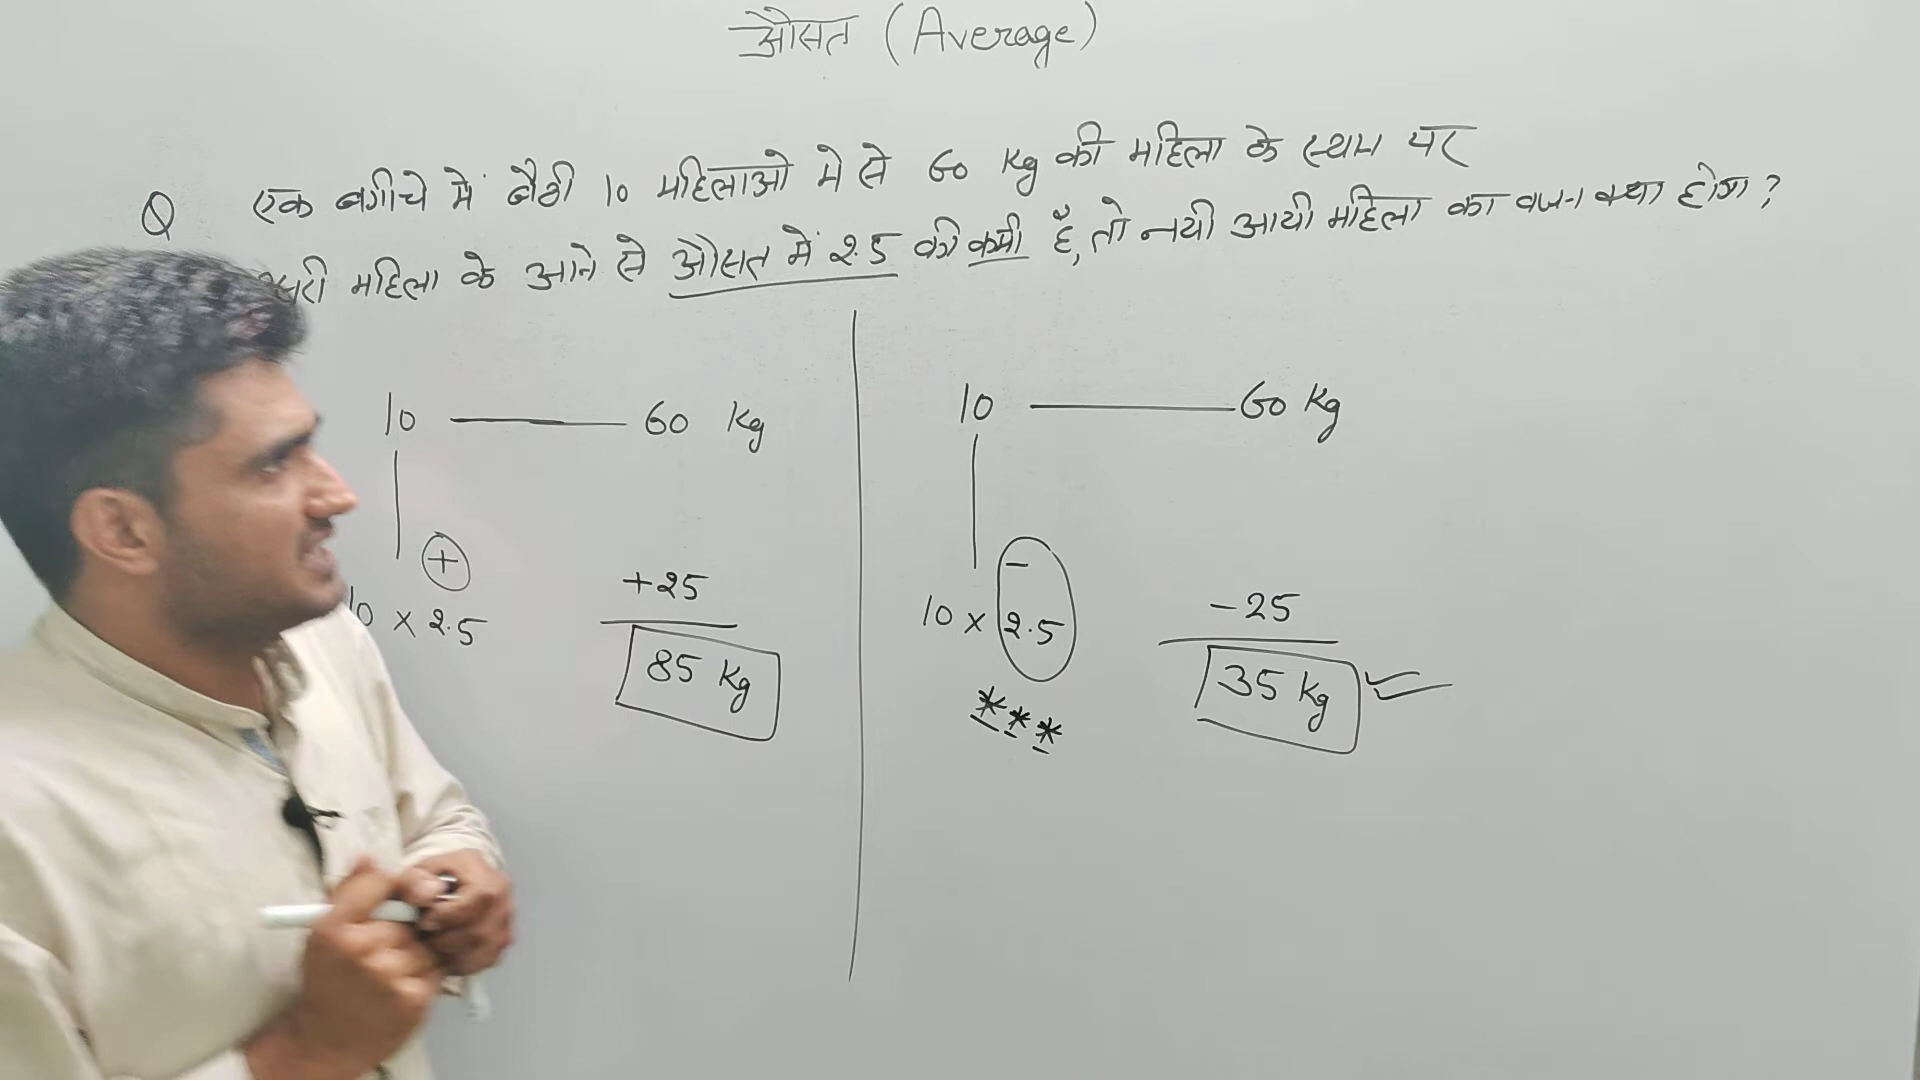 औसत (Average)
Q एक बगीचे में बैठी 10 महिलाओ मे से 60 Kg की महिला के स्थान पर
महिला के आने से औसत में 2.5 की कमी है, तो नयी आयी महिला का वजन क्या होगा ?
10 — 60 Kg
+
10 × 2.5
+25
85 Kg
10 — 60 Kg
−
10 × 2.5
***
−25
35 Kg